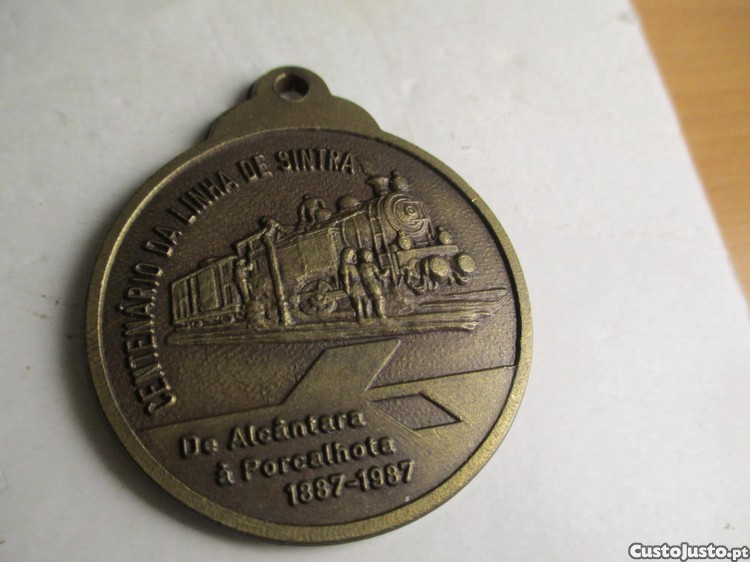 CENTENÁRIO DA LINHA DE SINTRA
De Alcântara
à Porcalhota
1887-1987
CustoJusto.pt